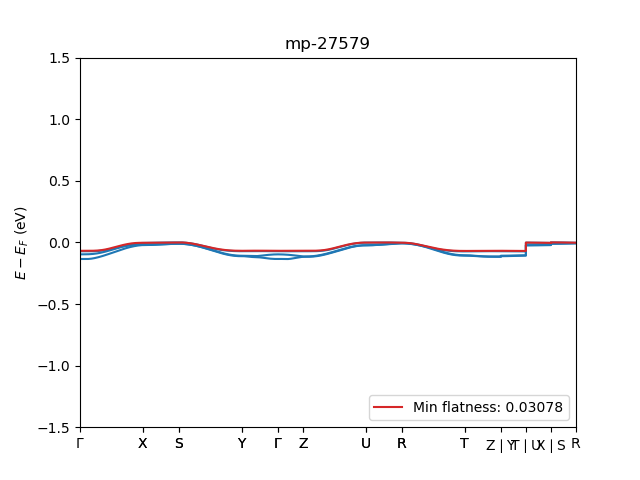 mp-27579
E − E_F (eV)
1.5
1.0
0.5
0.0
−0.5
−1.0
−1.5
Min flatness: 0.03078
Γ X S Y Γ Z U R T Z | Y T | U X | S R